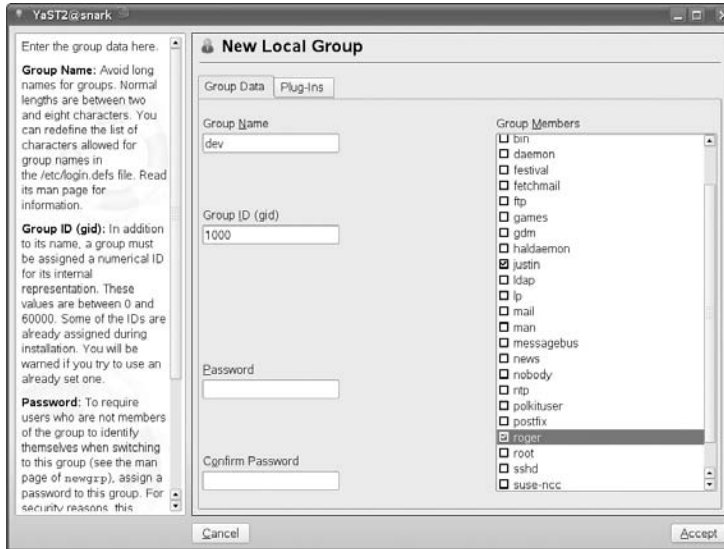 YaST2@snark
Enter the group data here.
Group Name: Avoid long
names for groups. Normal
lengths are between two
and eight characters. You
can redefine the list of
characters allowed for
group names in
the /etc/login.defs file. Read
its man page for
information.
Group ID (gid): In addition
to its name, a group must
be assigned a numerical ID
for its internal
representation. These
values are between 0 and
60000. Some of the IDs are
already assigned during
installation. You will be
warned if you try to use an
already set one.
Password: To require
users who are not members
of the group to identify
themselves when switching
to this group (see the man
page of newgrp), assign a
password to this group. For
security reasons, this
New Local Group
Group Data
Plug-Ins
Group Name
dev
Group ID (gid)
1000
Password
Confirm Password
Group Members
bin
daemon
festival
fetchmail
ftp
games
gdm
haldaemon
justin
ldap
lp
mail
man
messagebus
news
nobody
ntp
polkituser
postfix
roger
root
sshd
suse-ncc
Cancel
Accept